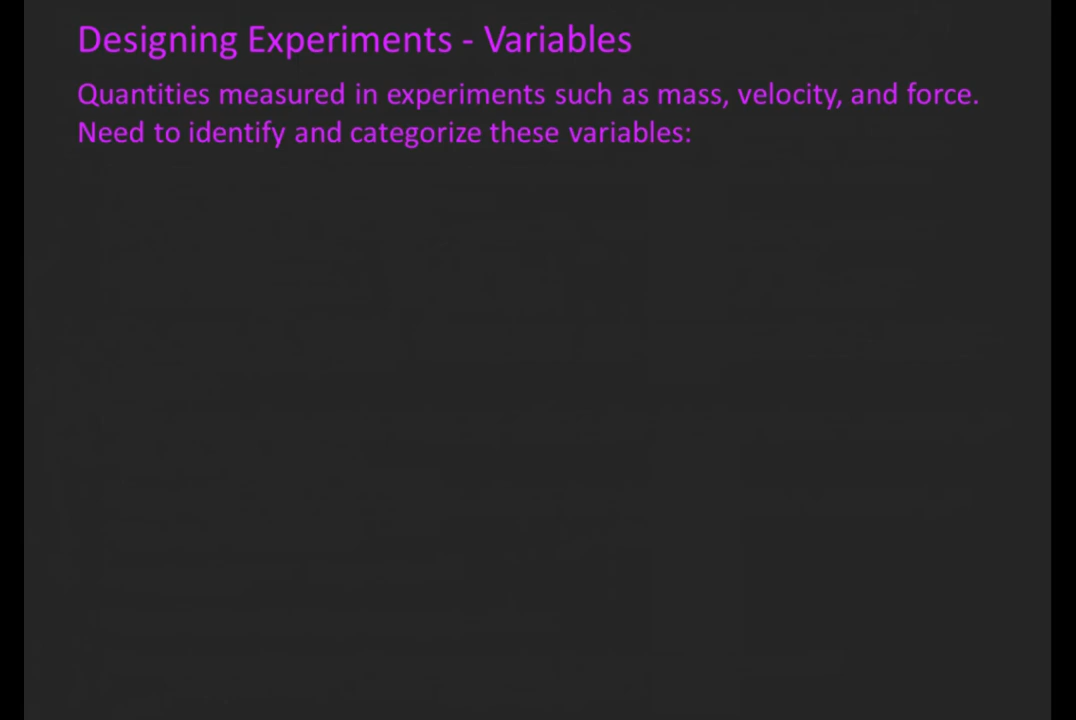 Designing Experiments - Variables
Quantities measured in experiments such as mass, velocity, and force.
Need to identify and categorize these variables: